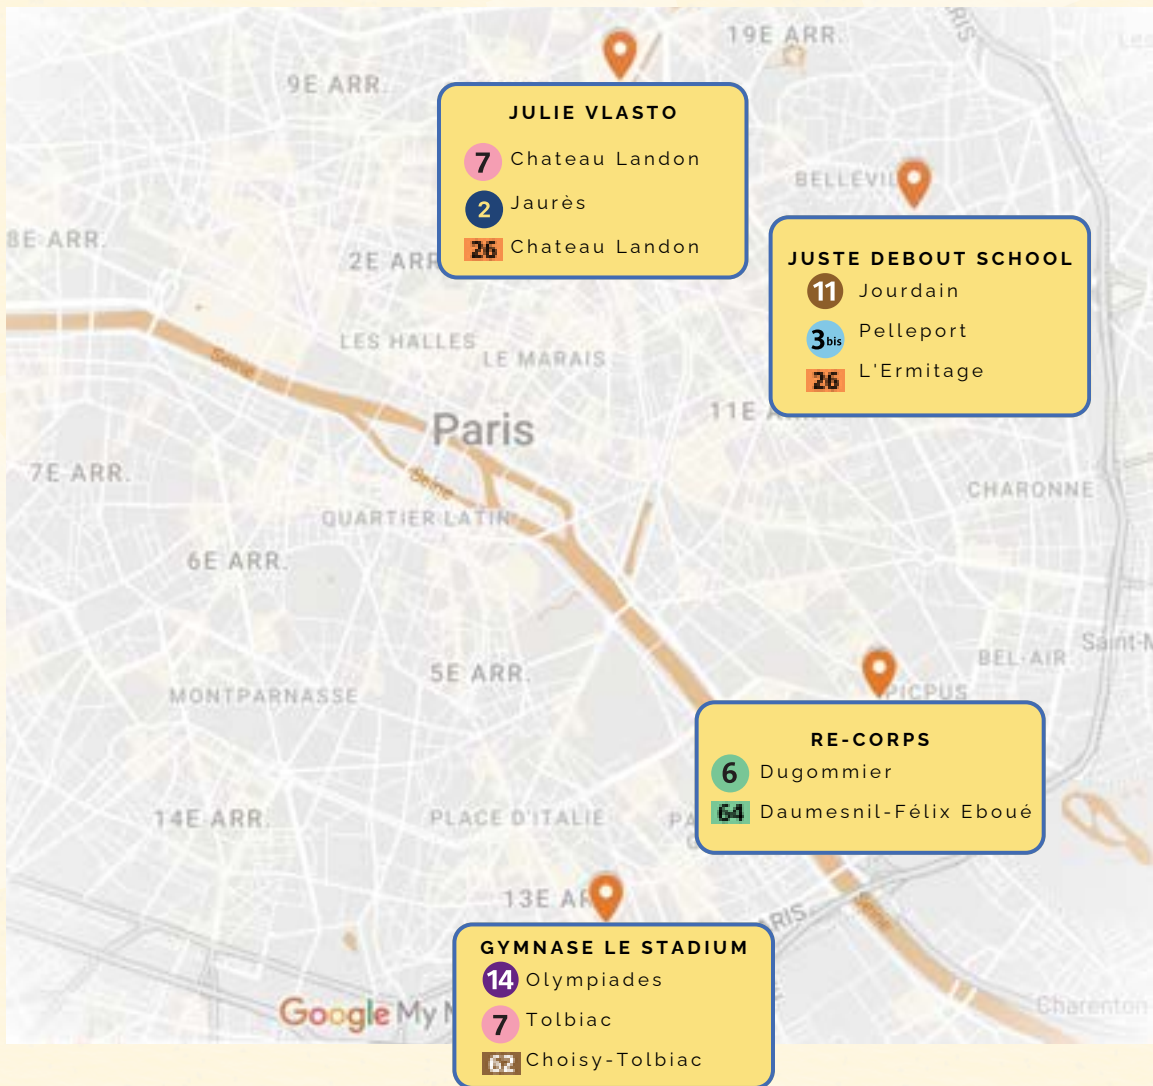 19E ARR.
9E ARR.
JULIE VLASTO
7 Chateau Landon
2 Jaurès
26 Chateau Landon
8E ARR.
2E ARR
JUSTE DEBOUT SCHOOL
11 Jourdain
3bis Pelleport
26 L'Ermitage
LES HALLES
LE MARAIS
Seine
11E
Paris
7E ARR.
Seine
CHARONNE
QUARTIER LATIN
6E ARR.
5E ARR.
BEL-AIR
MONTPARNASSE
PICPUS
RE-CORPS
6 Dugommier
64 Daumesnil-Félix Eboué
14E ARR.
PLACE D'ITALIE
13E
Seine
GYMNASE LE STADIUM
14 Olympiades
7 Tolbiac
62 Choisy-Tolbiac
Google My
Charenton-